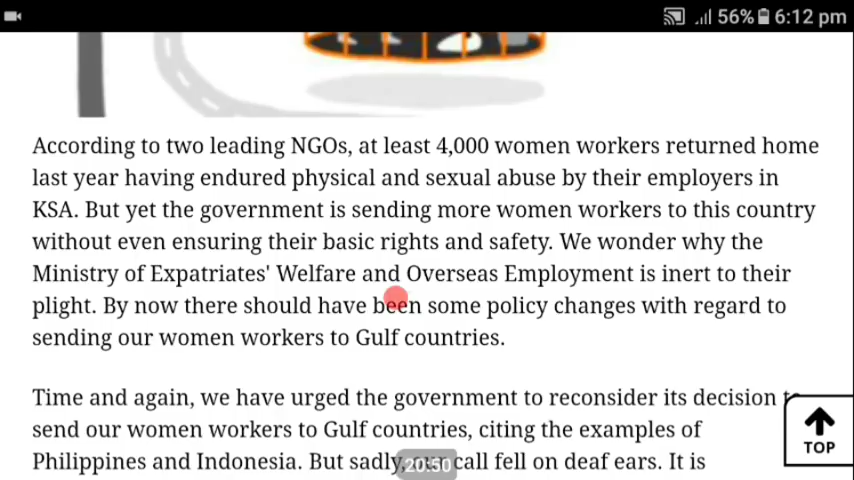 56% 6:12 pm
According to two leading NGOs, at least 4,000 women workers returned home
last year having endured physical and sexual abuse by their employers in
KSA. But yet the government is sending more women workers to this country
without even ensuring their basic rights and safety. We wonder why the
Ministry of Expatriates' Welfare and Overseas Employment is inert to their
plight. By now there should have been some policy changes with regard to
sending our women workers to Gulf countries.
Time and again, we have urged the government to reconsider its decision to
send our women workers to Gulf countries, citing the examples of
TOP
Philippines and Indonesia. But sadly, call fell on deaf ears. It is
20:50